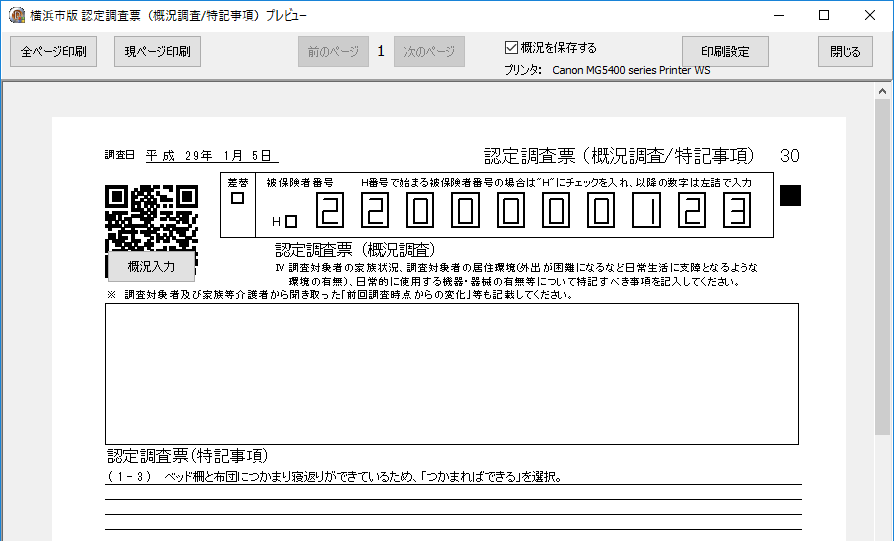 横浜市版 認定調査票（概況調査/特記事項）プレビュー
全ページ印刷 現ページ印刷 前のページ 1 次のページ ☑概況を保存する 印刷設定 閉じる
プリンタ： Canon MG5400 series Printer WS
調査日 平成 29年 1月 5日 認定調査票（概況調査/特記事項） 30
差替 被保険者番号 H番号で始まる被保険者番号の場合は"H"にチェックを入れ、以降の数字は左詰で入力
H□ 2 2 0 0 0 0 0 1 2 3
認定調査票（概況調査）
概況入力
Ⅳ 調査対象者の家族状況、調査対象者の居住環境(外出が困難になるなど日常生活に支障となるような
環境の有無)、日常的に使用する機器・器械の有無等について特記すべき事項を記入してください。
※ 調査対象者及び家族等介護者から聞き取った「前回調査時点からの変化」等も記載してください。
認定調査票(特記事項)
(1-3) ベッド柵と布団につかまり寝返りができているため、「つかまればできる」を選択。